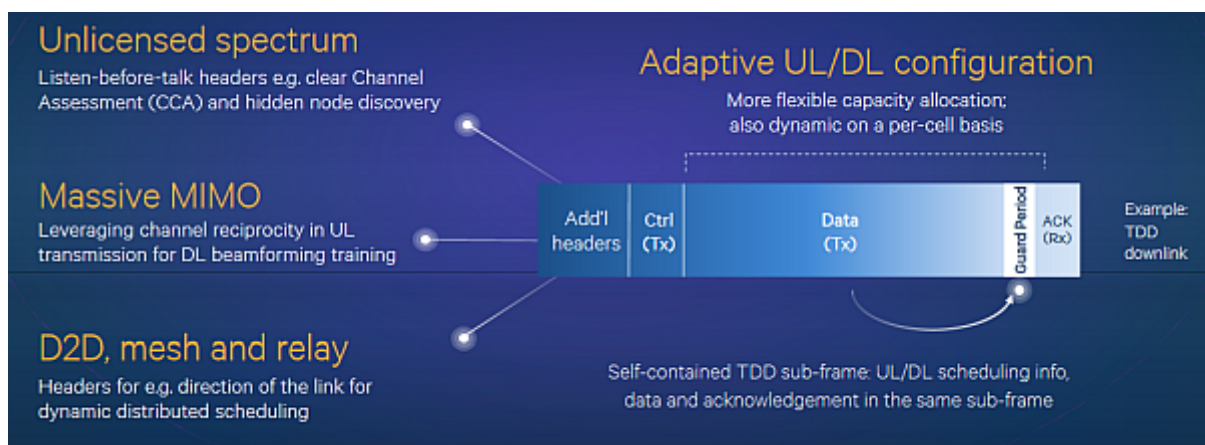 Unlicensed spectrum
Listen-before-talk headers e.g. clear Channel
Assessment (CCA) and hidden node discovery
Massive MIMO
Leveraging channel reciprocity in UL
transmission for DL beamforming training
D2D, mesh and relay
Headers for e.g. direction of the link for
dynamic distributed scheduling
Adaptive UL/DL configuration
More flexible capacity allocation;
also dynamic on a per-cell basis
Add'l
headers
Ctrl
(Tx)
Data
(Tx)
Guard Period
ACK
(Rx)
Example:
TDD
downlink
Self-contained TDD sub-frame: UL/DL scheduling info,
data and acknowledgement in the same sub-frame